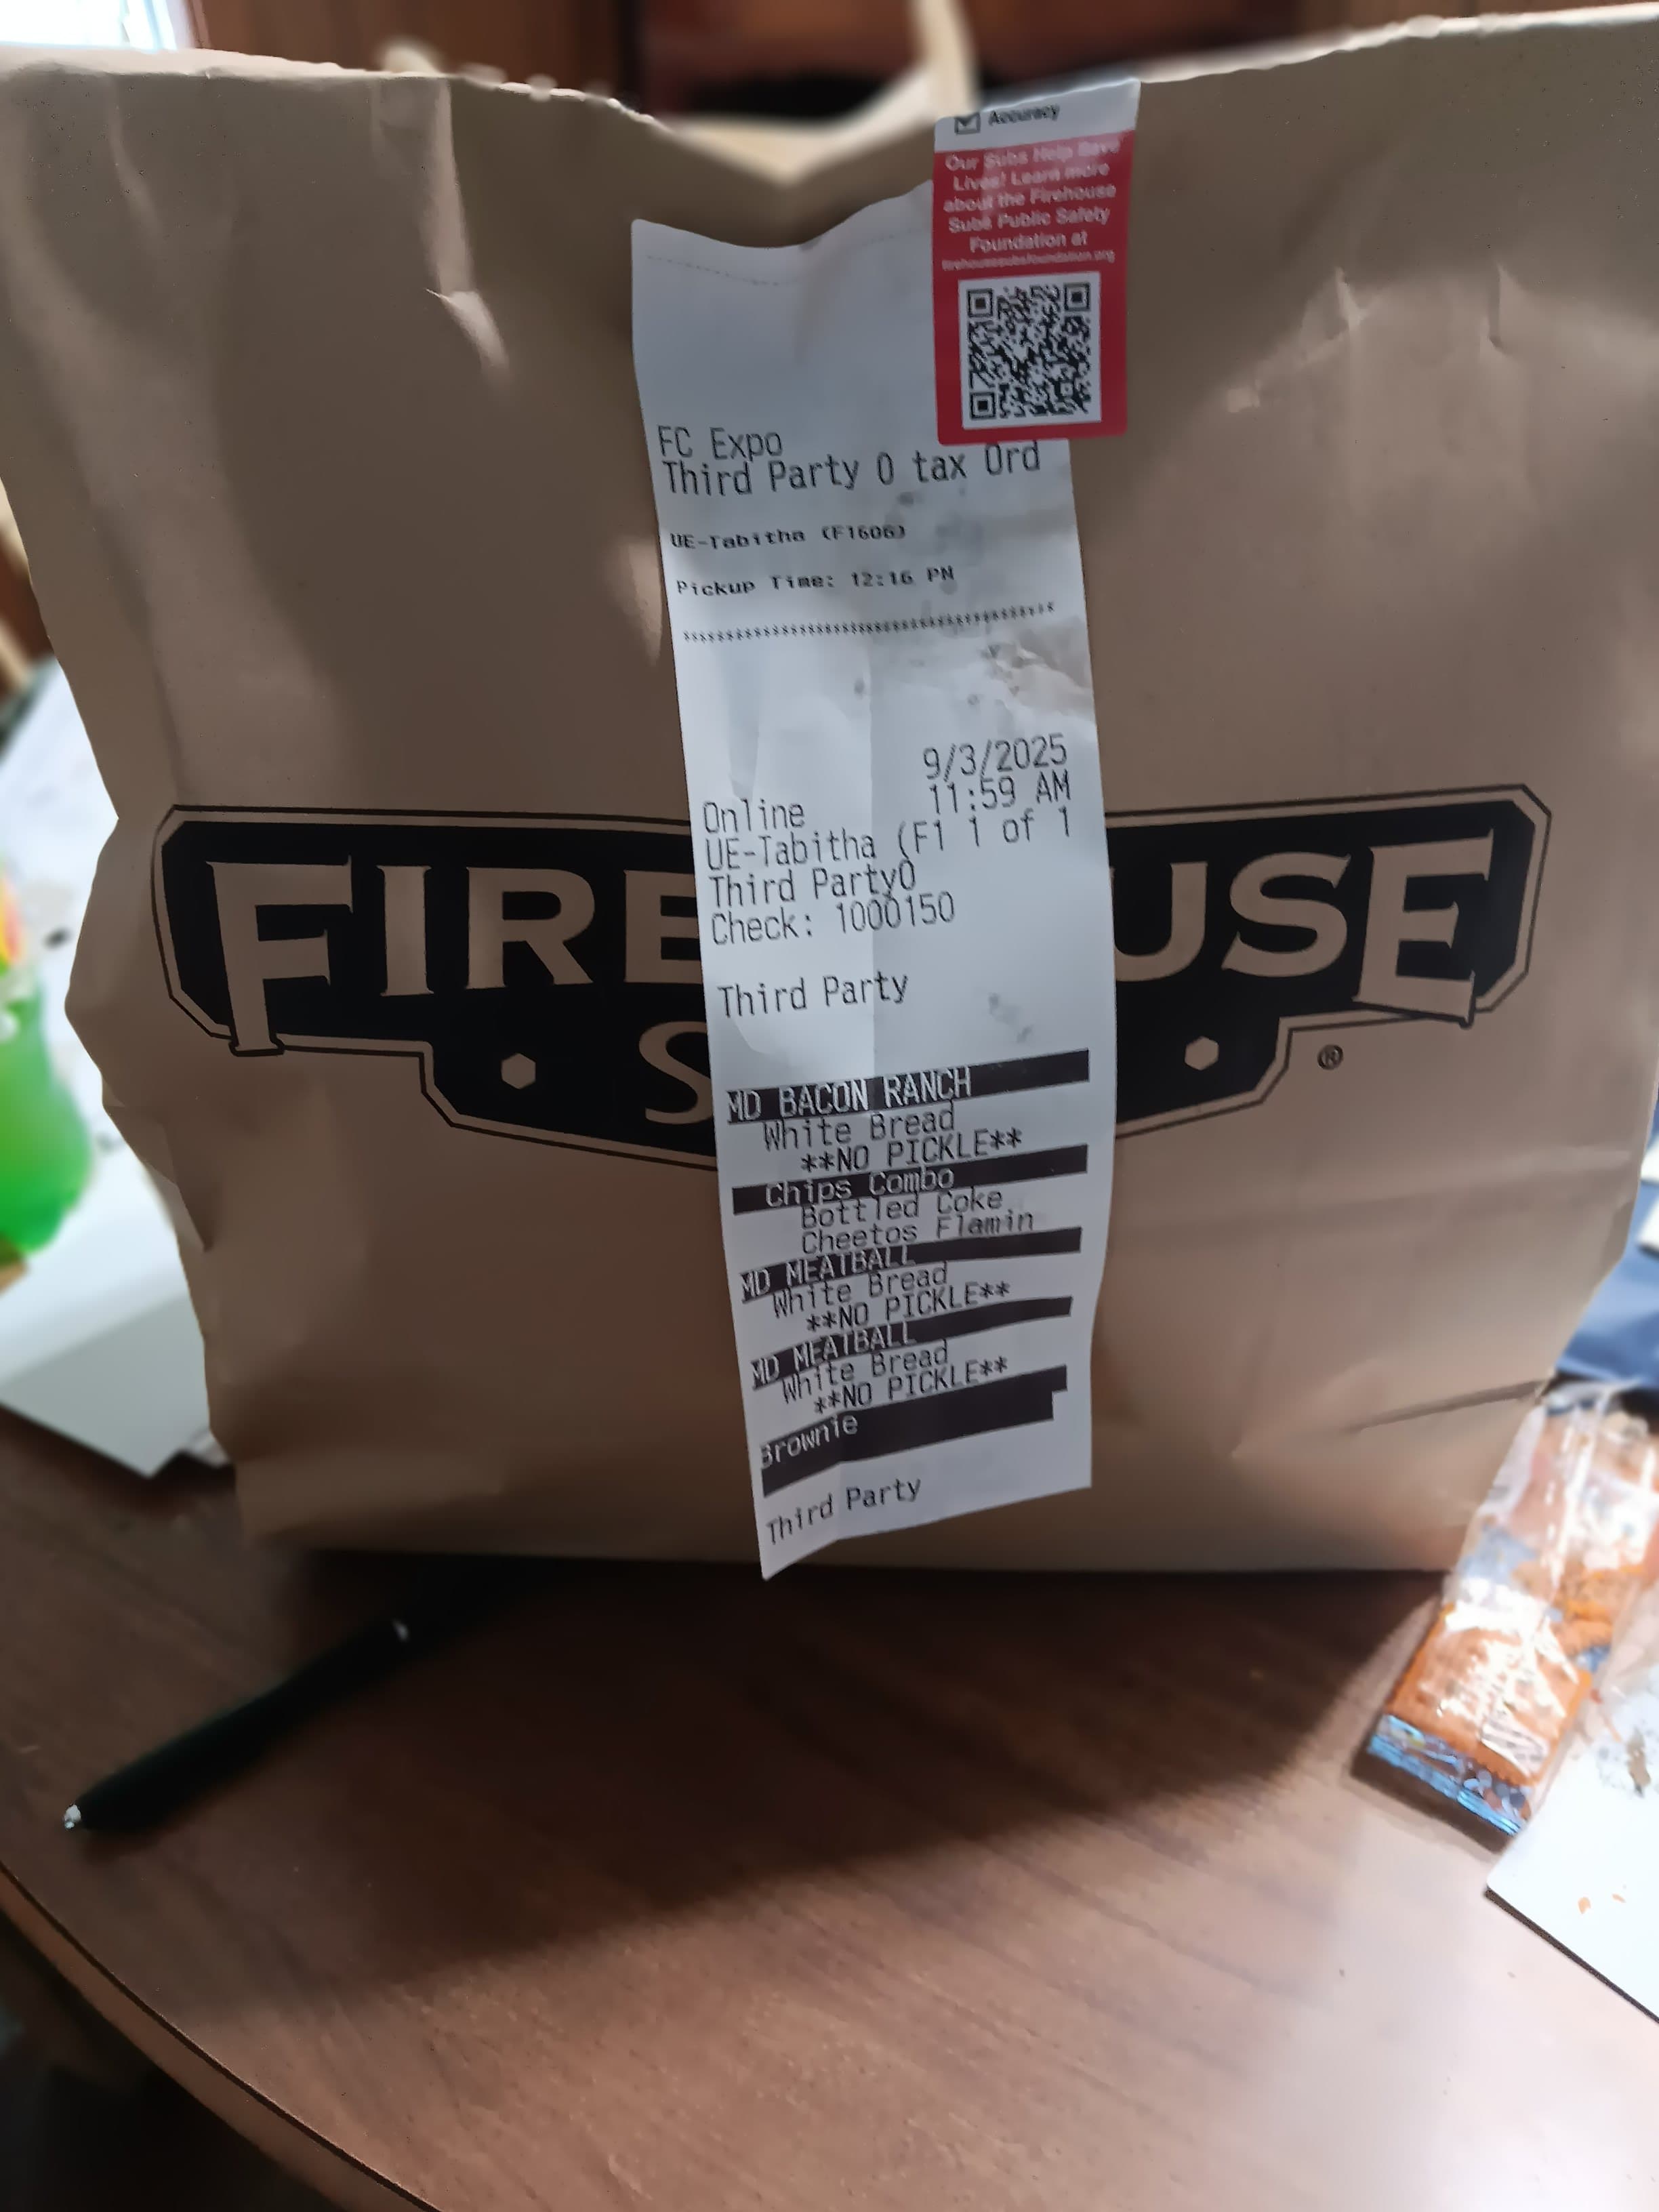 Accuracy
Our Subs Help Save
Lives! Learn more
about the Firehouse
Subs Public Safety
Foundation at
firehousesubsfoundation.org
FC Expo
Third Party 0 tax Ord
UE-Tabitha (F1606)
Pickup Time: 12:16 PM
9/3/2025
Online 11:59 AM
UE-Tabitha (F1 1 of 1
Third Party0
Check: 1000150
Third Party
MD BACON RANCH
White Bread
**NO PICKLE**
Chips Combo
Bottled Coke
Cheetos Flamin
MD MEATBALL
White Bread
**NO PICKLE**
MD MEATBALL
White Bread
**NO PICKLE**
Brownie
Third Party
FIRE USE
S ®